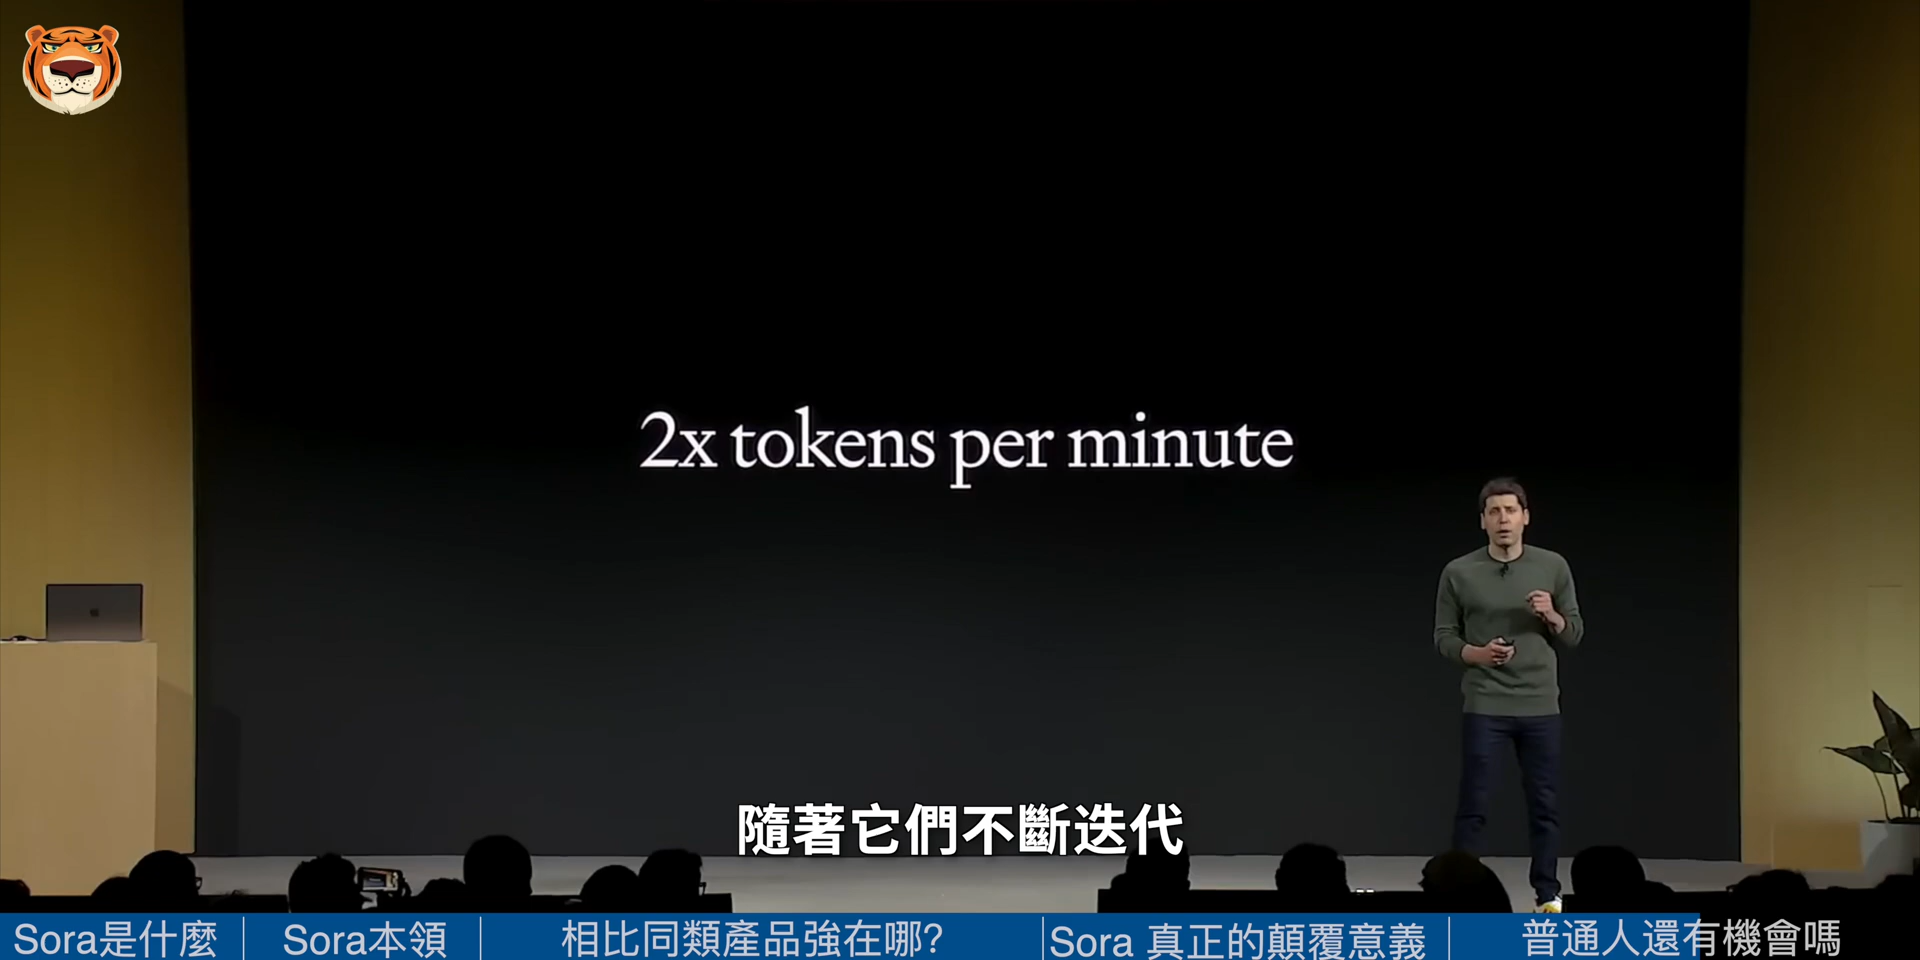 2x tokens per minute
隨著它們不斷迭代
Sora是什麼
Sora本領
相比同類產品強在哪?
Sora 真正的顛覆意義
普通人還有機會嗎